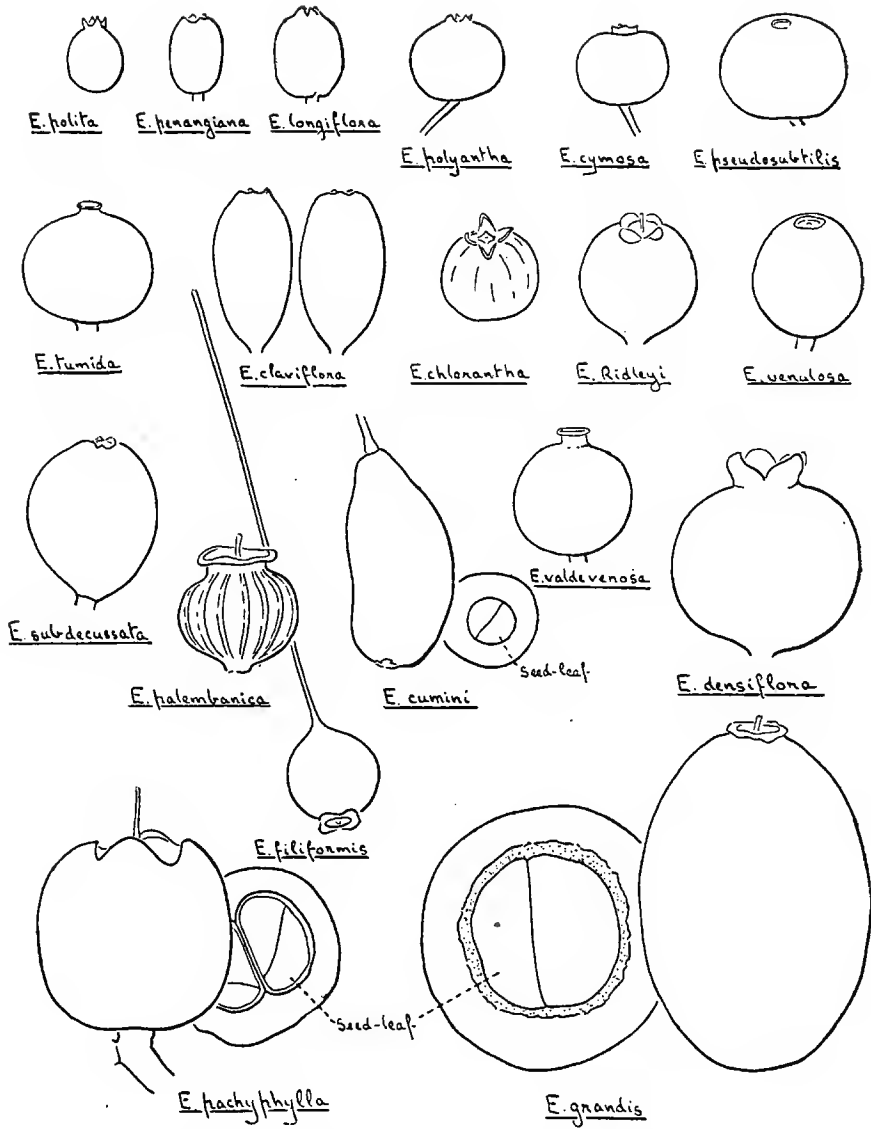 E. polita
E. penangiana
E. longiflora
E. polyantha
E. cymosa
E. pseudosubtilis
E. tumida
E. claviflora
E. chlorantha
E. Ridleyi
E. venulosa
E. subdecussata
E. palembanica
E. cumini
Seed-leaf
E. valdevenosa
E. densiflora
E. filiformis
Seed-leaf
E. pachyphylla
E. grandis